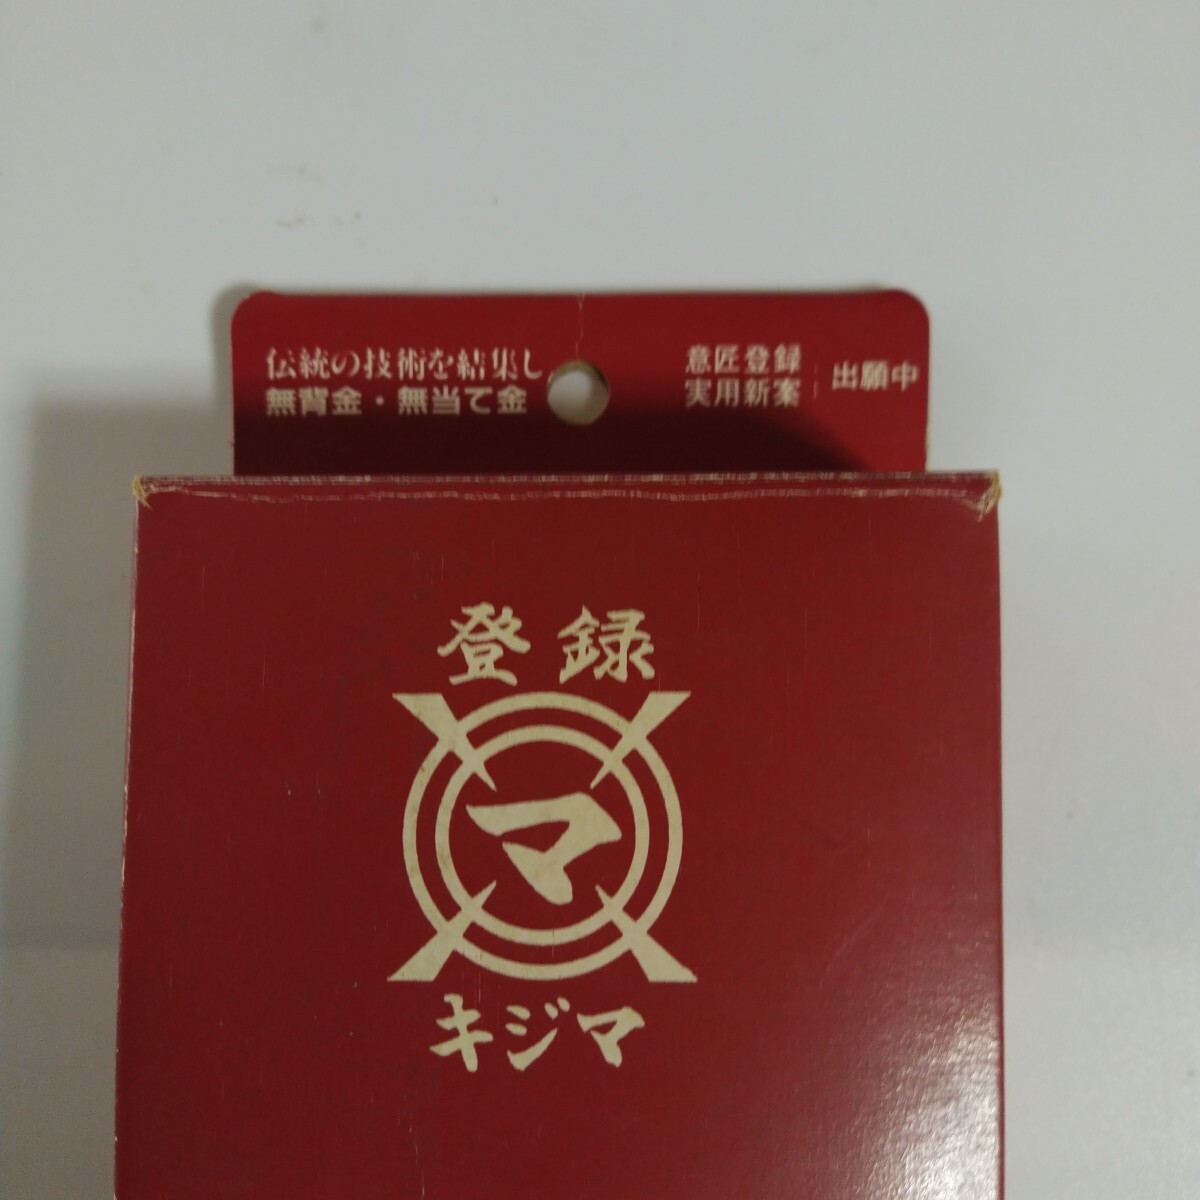 伝統の技術を結集し
無背金・無当て金
意匠登録
実用新案
出願中
登録
マ
キジマ